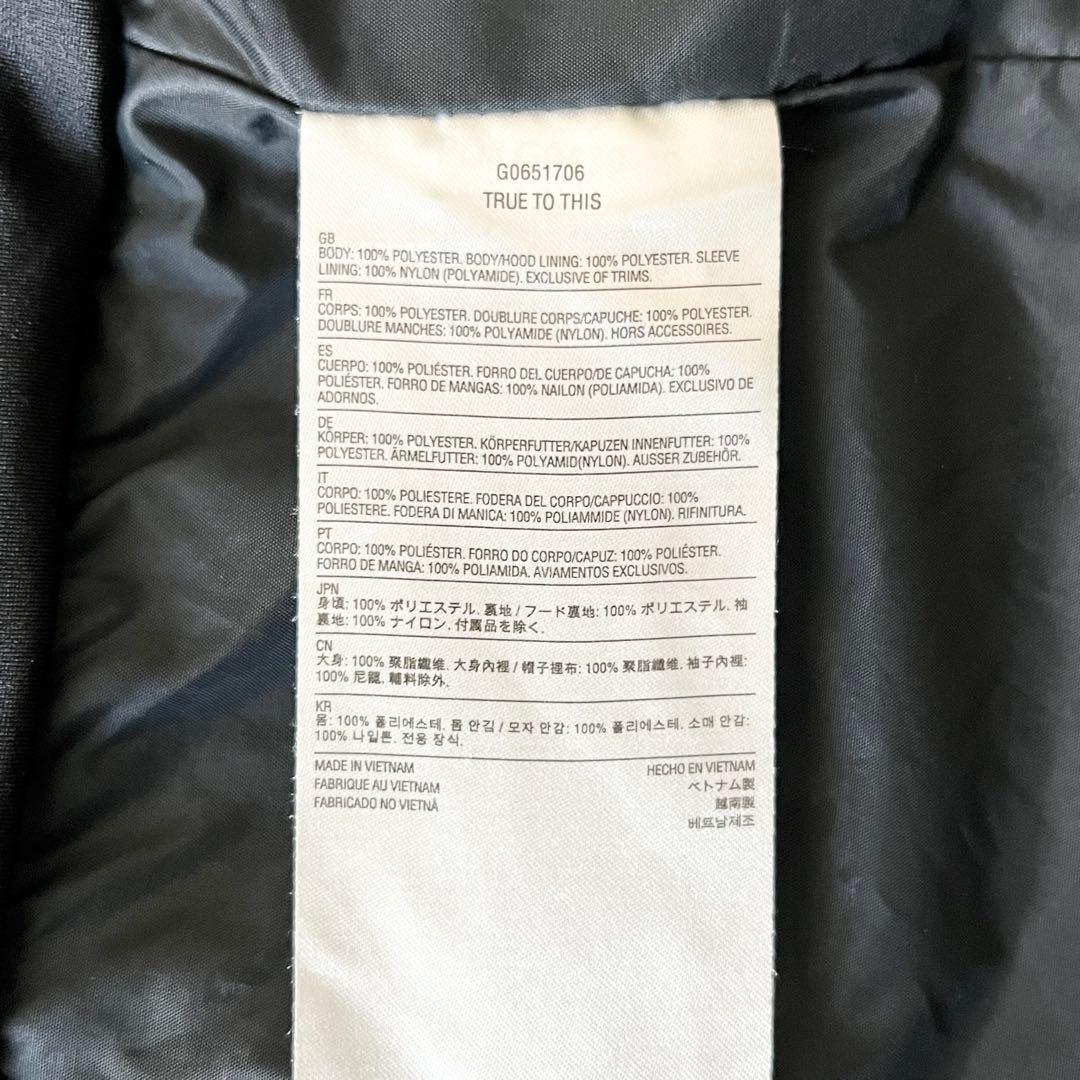 G0651706
TRUE TO THIS
GB
BODY: 100% POLYESTER. BODY/HOOD LINING: 100% POLYESTER. SLEEVE
LINING: 100% NYLON (POLYAMIDE). EXCLUSIVE OF TRIMS.
FR
CORPS: 100% POLYESTER. DOUBLURE CORPS/CAPUCHE: 100% POLYESTER.
DOUBLURE MANCHES: 100% POLYAMIDE (NYLON). HORS ACCESSOIRES.
ES
CUERPO: 100% POLIÉSTER. FORRO DEL CUERPO/DE CAPUCHA: 100%
POLIÉSTER. FORRO DE MANGAS: 100% NAILON (POLIAMIDA). EXCLUSIVO DE
ADORNOS.
DE
KÖRPER: 100% POLYESTER. KÖRPERFUTTER/KAPUZEN INNENFUTTER: 100%
POLYESTER. ÄRMELFUTTER: 100% POLYAMID(NYLON). AUSSER ZUBEHÖR.
IT
CORPO: 100% POLIESTERE. FODERA DEL CORPO/CAPPUCCIO: 100%
POLIESTERE. FODERA DI MANICA: 100% POLIAMMIDE (NYLON). RIFINITURA.
PT
CORPO: 100% POLIÉSTER. FORRO DO CORPO/CAPUZ: 100% POLIÉSTER.
FORRO DE MANGA: 100% POLIAMIDA. AVIAMENTOS EXCLUSIVOS.
JPN
身頃: 100% ポリエステル. 裏地 / フード裏地: 100% ポリエステル. 袖
裏地: 100% ナイロン. 付属品を除く.
CN
大身: 100% 聚脂纖维. 大身內裡 / 帽子裡布: 100% 聚脂纖维. 袖子內裡:
100% 尼龍. 輔料除外.
KR
몸: 100% 폴리에스테. 몸 안김 / 모자 안감: 100% 폴리에스테. 소매 안감:
100% 나일론. 전용 장식.
MADE IN VIETNAM
FABRIQUE AU VIETNAM
FABRICADO NO VIETNÃ
HECHO EN VIETNAM
ベトナム製
越南製
베트남제조